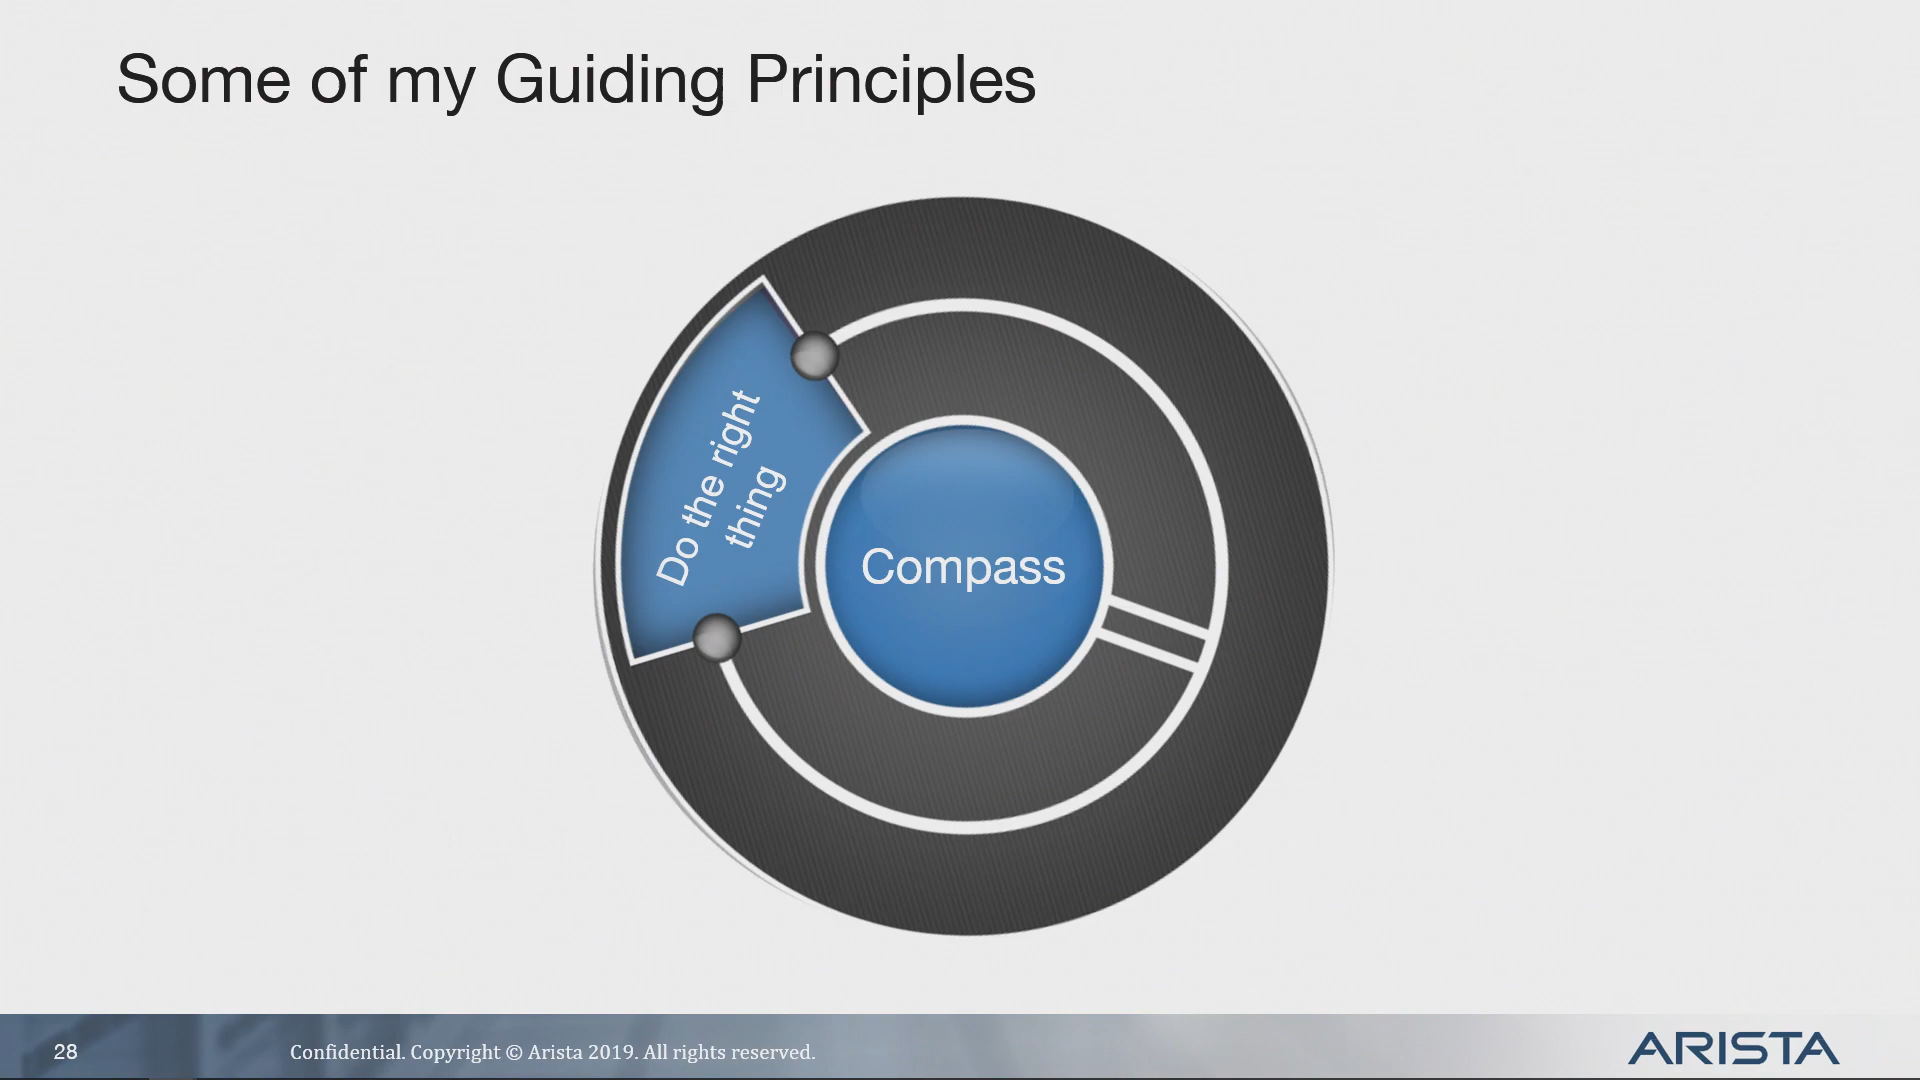 Some of my Guiding Principles
Do the right
thing
Compass
28
Confidential. Copyright © Arista 2019. All rights reserved.
ARISTA